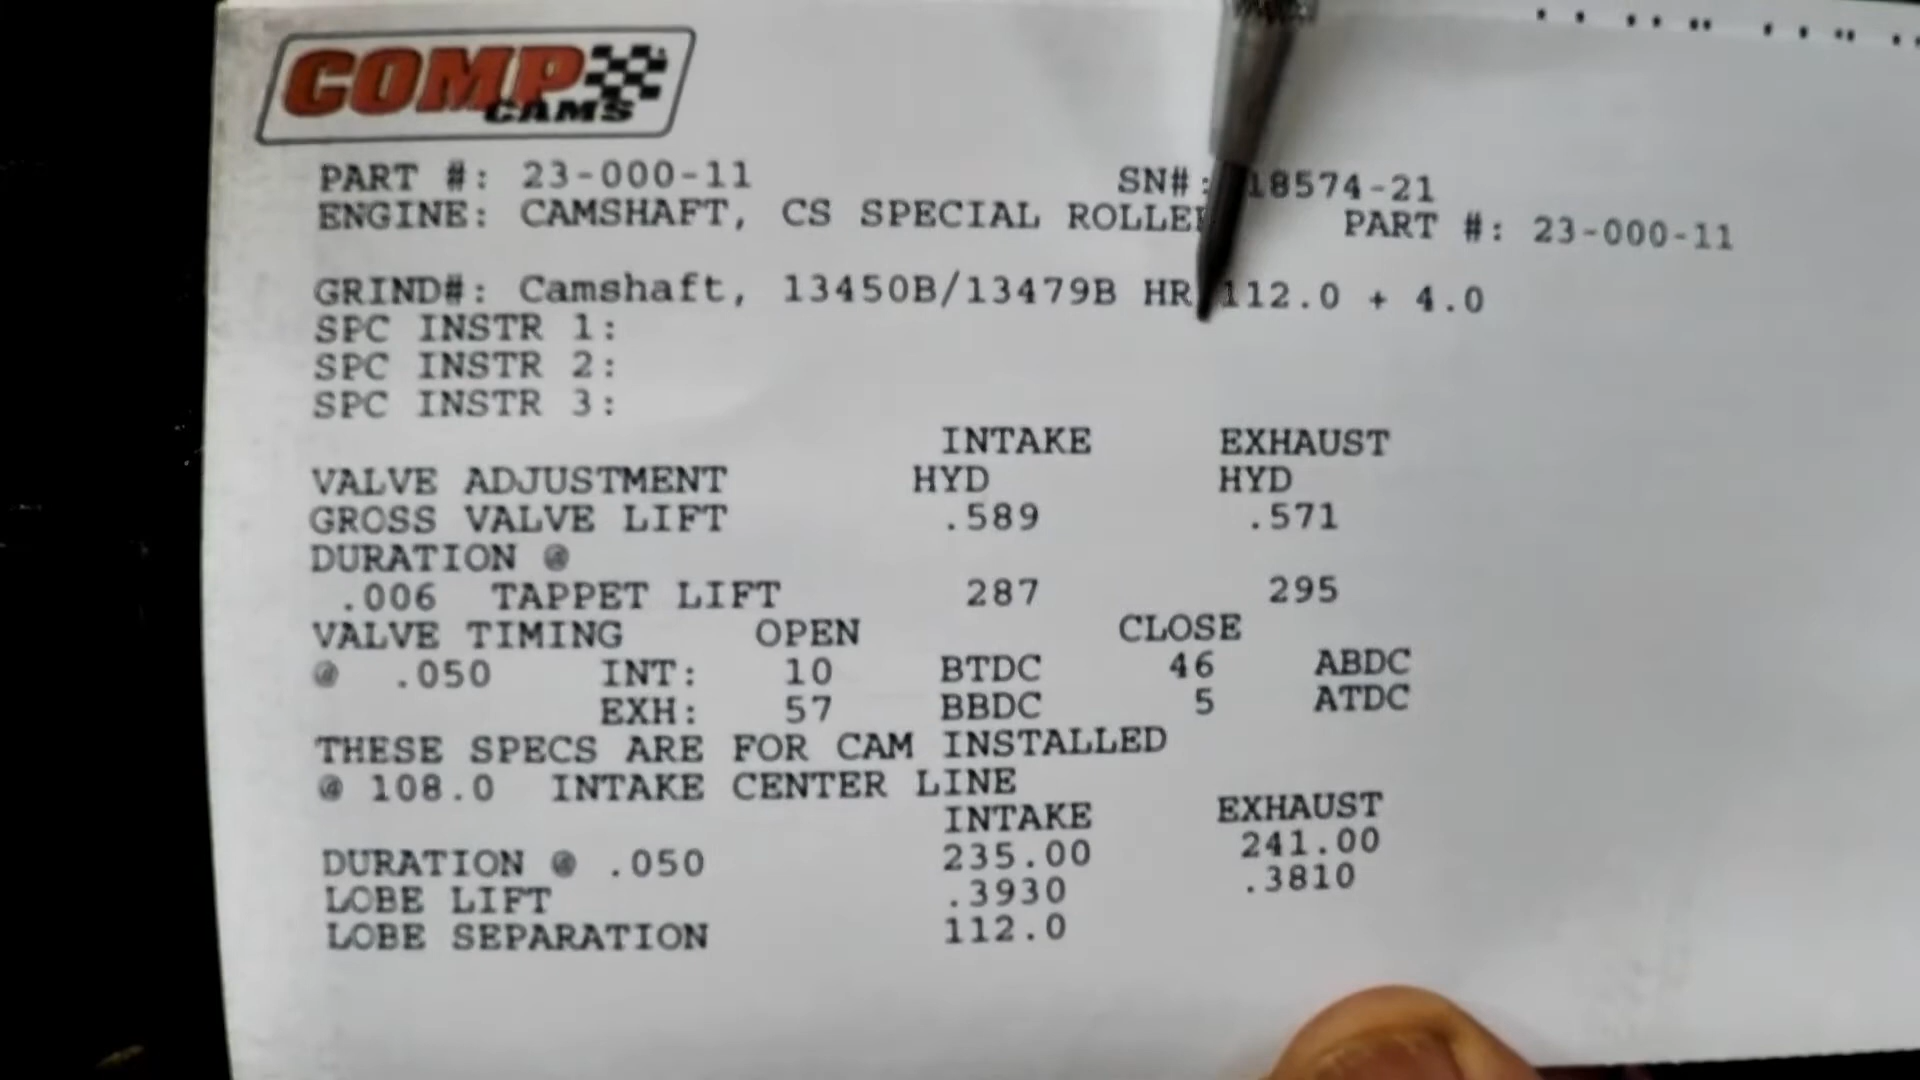 COMP
CAMS
PART #: 23-000-11 SN#: 18574-21
ENGINE: CAMSHAFT, CS SPECIAL ROLLER PART #: 23-000-11
GRIND#: Camshaft, 13450B/13479B HR 112.0 + 4.0
SPC INSTR 1:
SPC INSTR 2:
SPC INSTR 3:
INTAKE EXHAUST
VALVE ADJUSTMENT HYD HYD
GROSS VALVE LIFT .589 .571
DURATION @
.006 TAPPET LIFT 287 295
VALVE TIMING OPEN CLOSE
@ .050 INT: 10 BTDC 46 ABDC
EXH: 57 BBDC 5 ATDC
THESE SPECS ARE FOR CAM INSTALLED
@ 108.0 INTAKE CENTER LINE
INTAKE EXHAUST
DURATION @ .050 235.00 241.00
LOBE LIFT .3930 .3810
LOBE SEPARATION 112.0